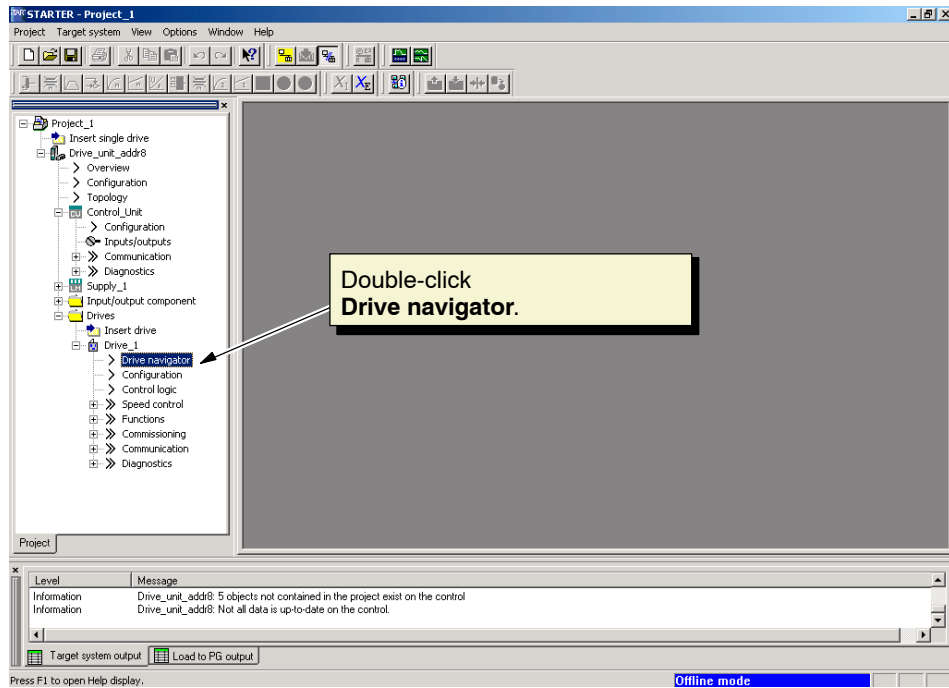 STARTER - Project_1
Project Target system View Options Window Help
Project_1
Insert single drive
Drive_unit_addr8
Overview
Configuration
Topology
Control_Unit
Configuration
Inputs/outputs
Communication
Diagnostics
Supply_1
Input/output component
Drives
Insert drive
Drive_1
Drive navigator
Configuration
Control logic
Speed control
Functions
Commissioning
Communication
Diagnostics
Double-click
Drive navigator.
Project
Level Message
Information Drive_unit_addr8: 5 objects not contained in the project exist on the control
Information Drive_unit_addr8: Not all data is up-to-date on the control.
Target system output Load to PG output
Press F1 to open Help display. Offline mode